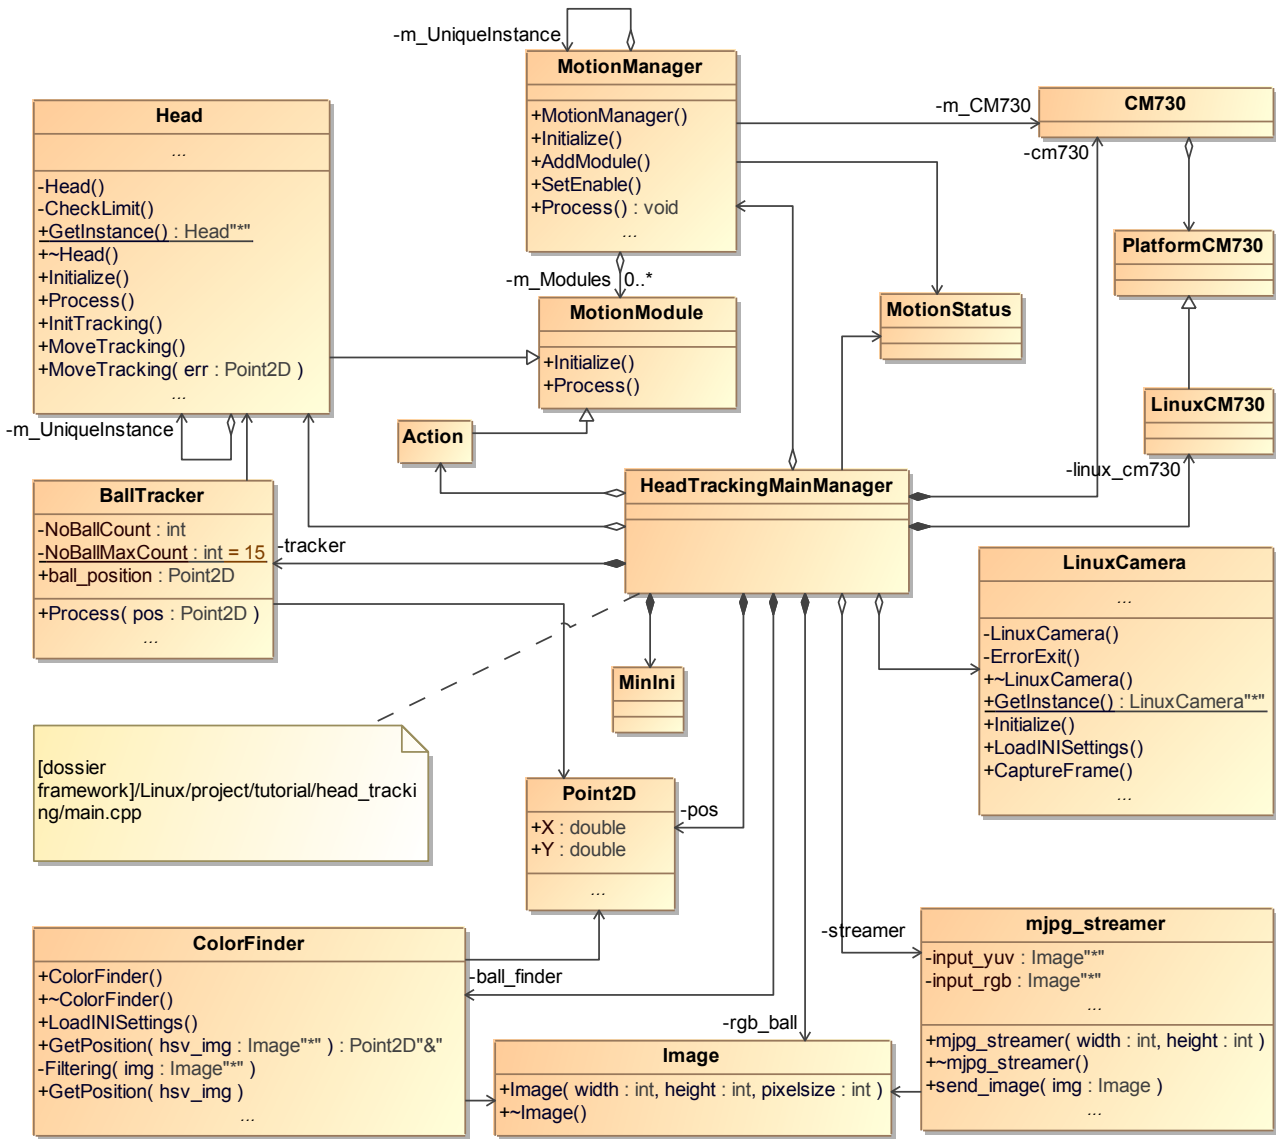 -m_UniqueInstance
MotionManager
+MotionManager()
+Initialize()
+AddModule()
+SetEnable()
+Process() : void
...
-m_CM730
CM730
-cm730
Head
...
-Head()
-CheckLimit()
+GetInstance() : Head"*"
+~Head()
+Initialize()
+Process()
+InitTracking()
+MoveTracking()
+MoveTracking( err : Point2D )
...
-m_UniqueInstance
-m_Modules
0..*
MotionModule
+Initialize()
+Process()
PlatformCM730
MotionStatus
LinuxCM730
-linux_cm730
Action
HeadTrackingMainManager
BallTracker
-NoBallCount : int
-NoBallMaxCount : int = 15
+ball_position : Point2D
+Process( pos : Point2D )
...
-tracker
LinuxCamera
...
-LinuxCamera()
-ErrorExit()
+~LinuxCamera()
+GetInstance() : LinuxCamera"*"
+Initialize()
+LoadINISettings()
+CaptureFrame()
...
MinIni
[dossier
framework]/Linux/project/tutorial/head_tracki
ng/main.cpp
Point2D
+X : double
+Y : double
...
-pos
-streamer
mjpg_streamer
-input_yuv : Image"*"
-input_rgb : Image"*"
...
+mjpg_streamer( width : int, height : int )
+~mjpg_streamer()
+send_image( img : Image )
...
ColorFinder
+ColorFinder()
+~ColorFinder()
+LoadINISettings()
+GetPosition( hsv_img : Image"*" ) : Point2D"&"
-Filtering( img : Image"*" )
+GetPosition( hsv_img )
...
-ball_finder
-rgb_ball
Image
+Image( width : int, height : int, pixelsize : int )
+~Image()